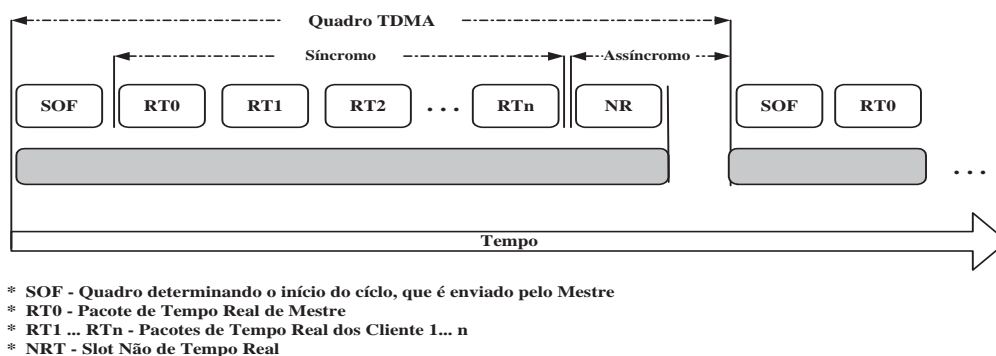 Quadro TDMA
Síncromo
Assíncromo
SOF RT0 RT1 RT2 ... RTn NR SOF RT0
...
Tempo
* SOF - Quadro determinando o início do cíclo, que é enviado pelo Mestre
* RT0 - Pacote de Tempo Real de Mestre
* RT1 ... RTn - Pacotes de Tempo Real dos Cliente 1... n
* NRT - Slot Não de Tempo Real